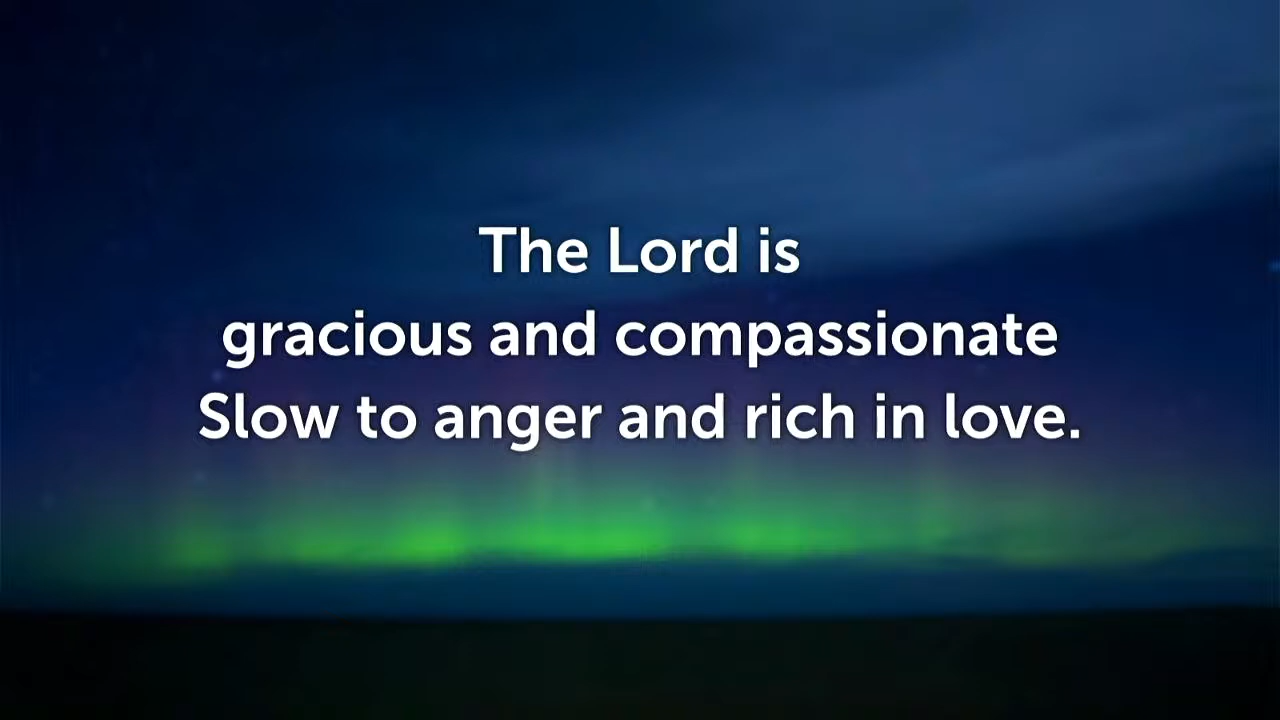 The Lord is
gracious and compassionate
Slow to anger and rich in love.